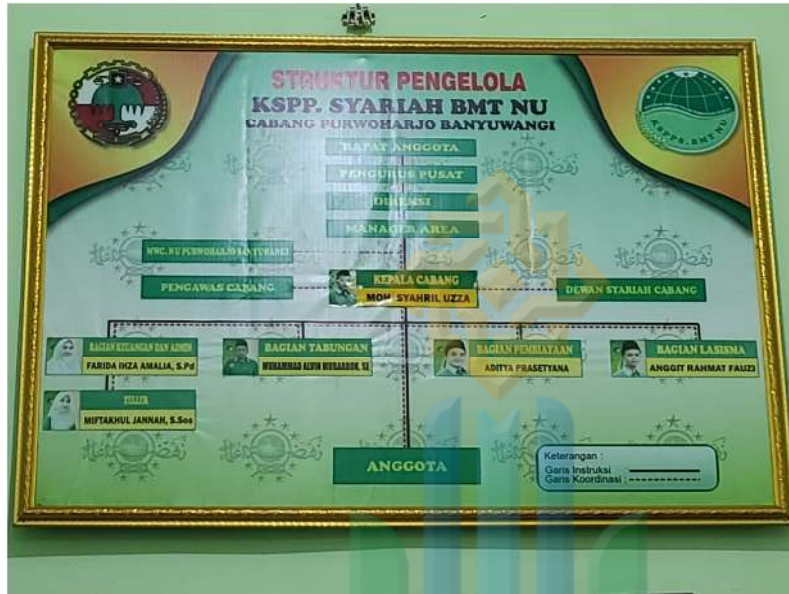 STRUKTUR PENGELOLA
KSPP. SYARIAH BMT NU
CABANG PURWOHARJO BANYUWANGI
RAPAT ANGGOTA
PENGURUS PUSAT
DIREKSI
MANAGER AREA
MWC. NU PURWOHARJO BANYUWANGI
KEPALA CABANG
MOH. SYAHRIL UZZA
PENGAWAS CABANG
DEWAN SYARIAH CABANG
BAGIAN KEUANGAN DAN ADMIN
FARIDA IHZA AMALIA, S.Pd
BAGIAN TABUNGAN
MUHAMMAD ALVIN MUBAAROK,
BAGIAN PEMBIAYAAN
ADITYA PRASETYANA
BAGIAN LASISMA
ANGGIT RAHMAT FAUZI
MIFTAKHUL JANNAH, S.Sos
ANGGOTA
Keterangan :
Garis Instruksi
Garis Koordinasi :
KSPPS.BMT NU